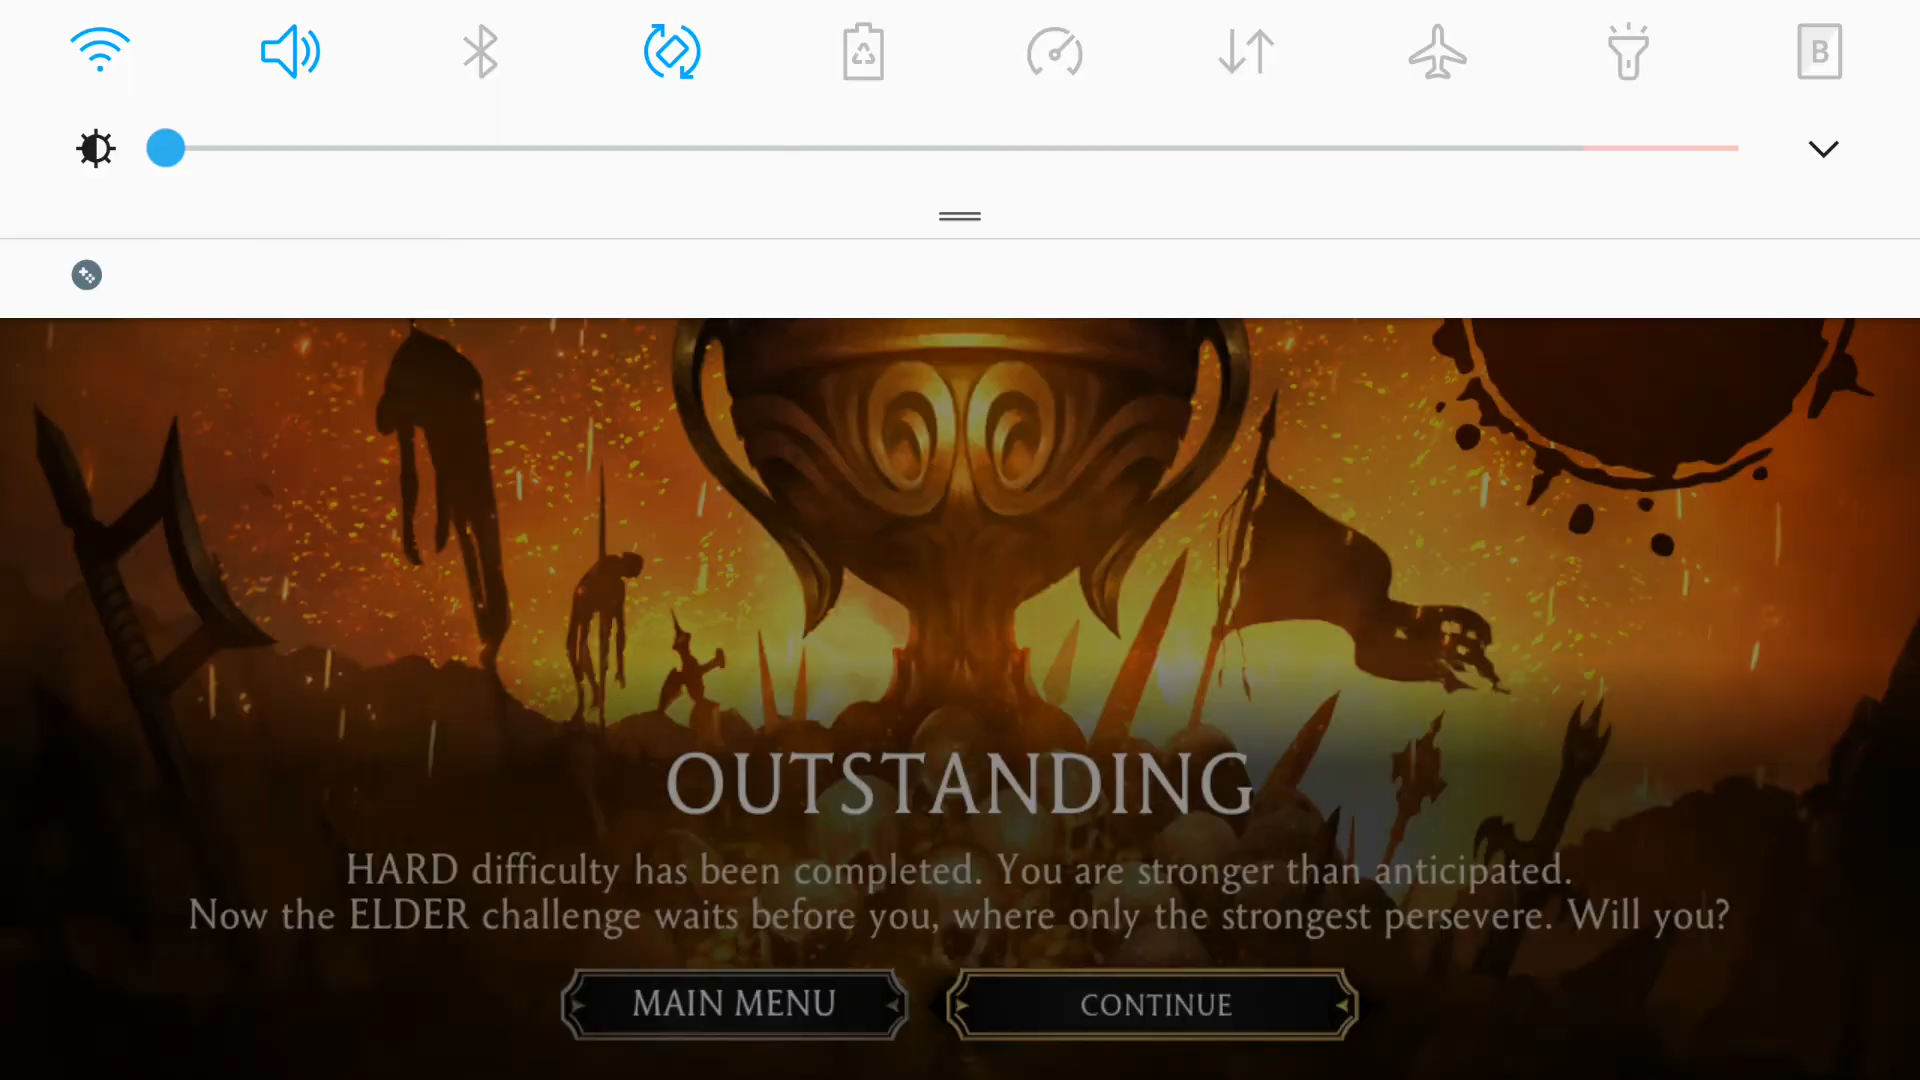 B
OUTSTANDING
HARD difficulty has been completed. You are stronger than anticipated.
Now the ELDER challenge waits before you, where only the strongest persevere. Will you?
MAIN MENU
CONTINUE